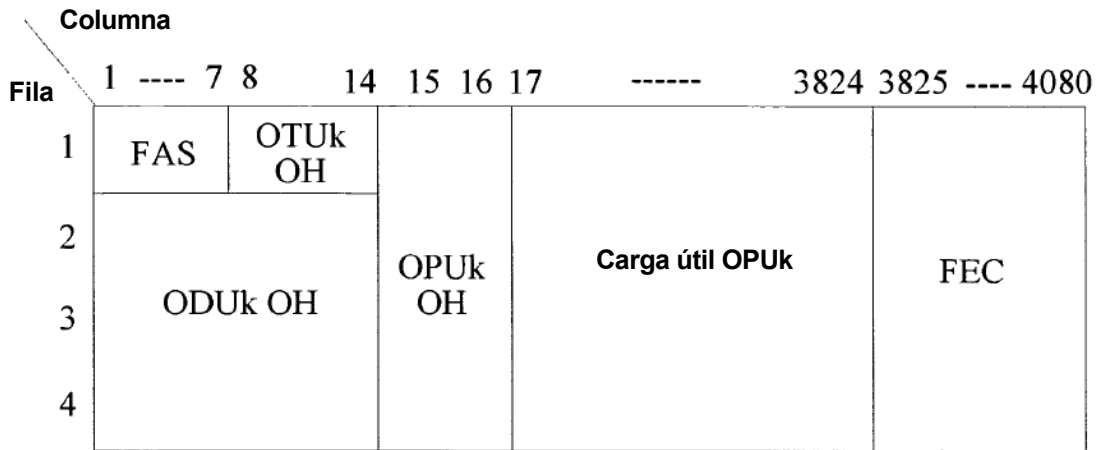 Columna
Fila
1 ---- 7 8 14 15 16 17 ------ 3824 3825 ---- 4080
1
FAS
OTUk
OH
2
3
4
ODUk OH
OPUk
OH
Carga útil OPUk
FEC